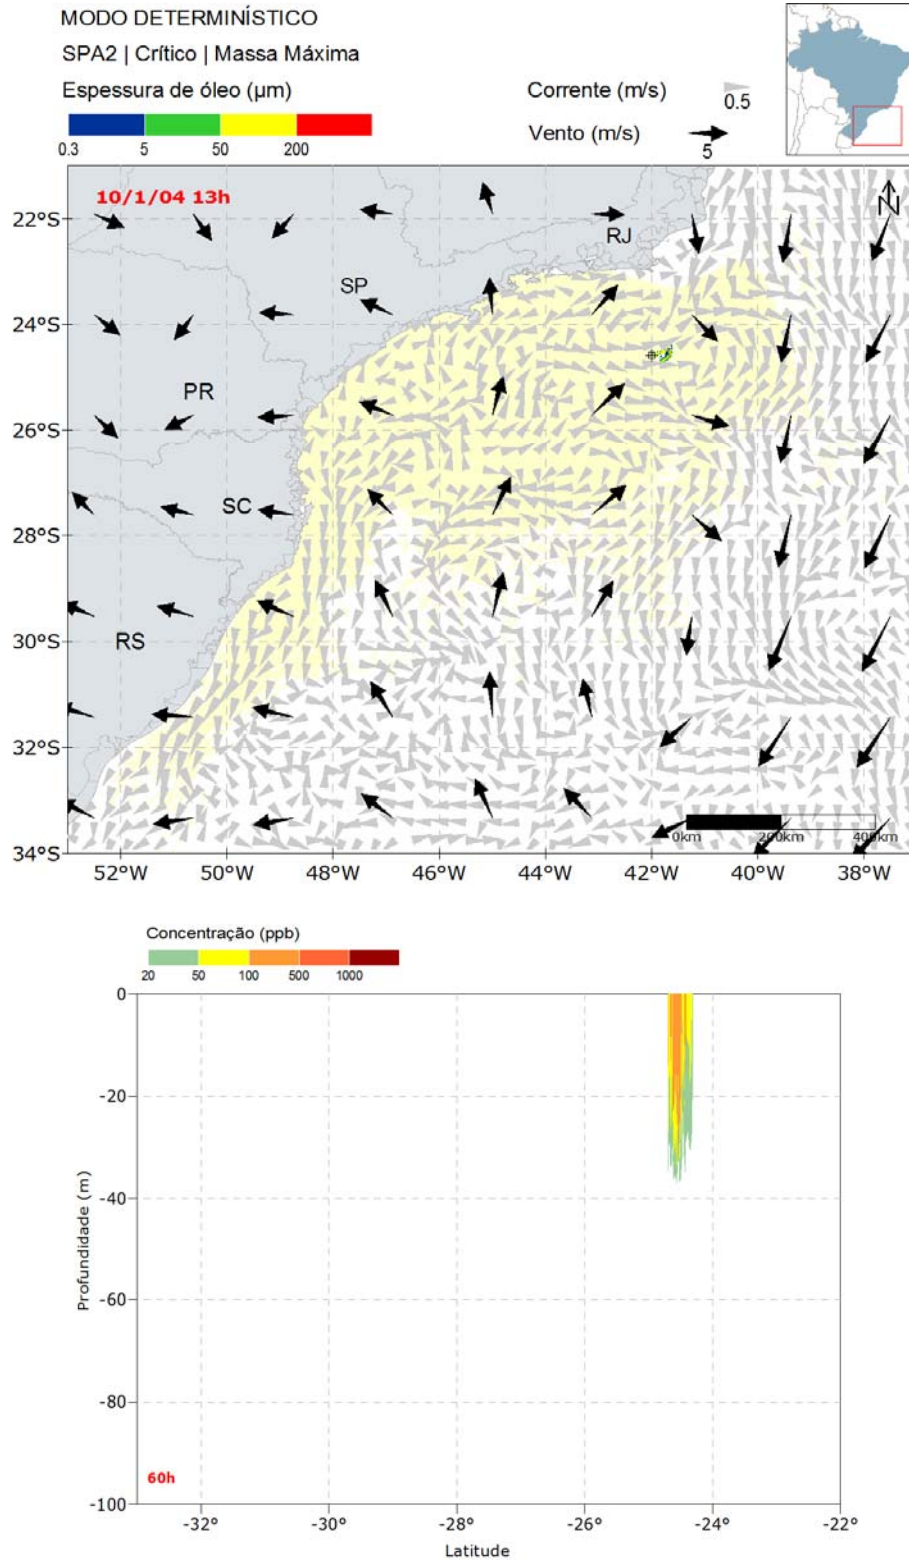 MODO DETERMINÍSTICO
SPA2 | Crítico | Massa Máxima
Espessura de óleo (μm)
0.3 5 50 200
Corrente (m/s)
0.5
Vento (m/s)
5
10/1/04 13h
N
22°S
24°S
26°S
28°S
30°S
32°S
34°S
RJ
SP
PR
SC
RS
0km 200km 400km
52°W 50°W 48°W 46°W 44°W 42°W 40°W 38°W
Concentração (ppb)
20 50 100 500 1000
0
-20
-40
-60
-80
-100
Profundidade (m)
60h
-32° -30° -28° -26° -24° -22°
Latitude